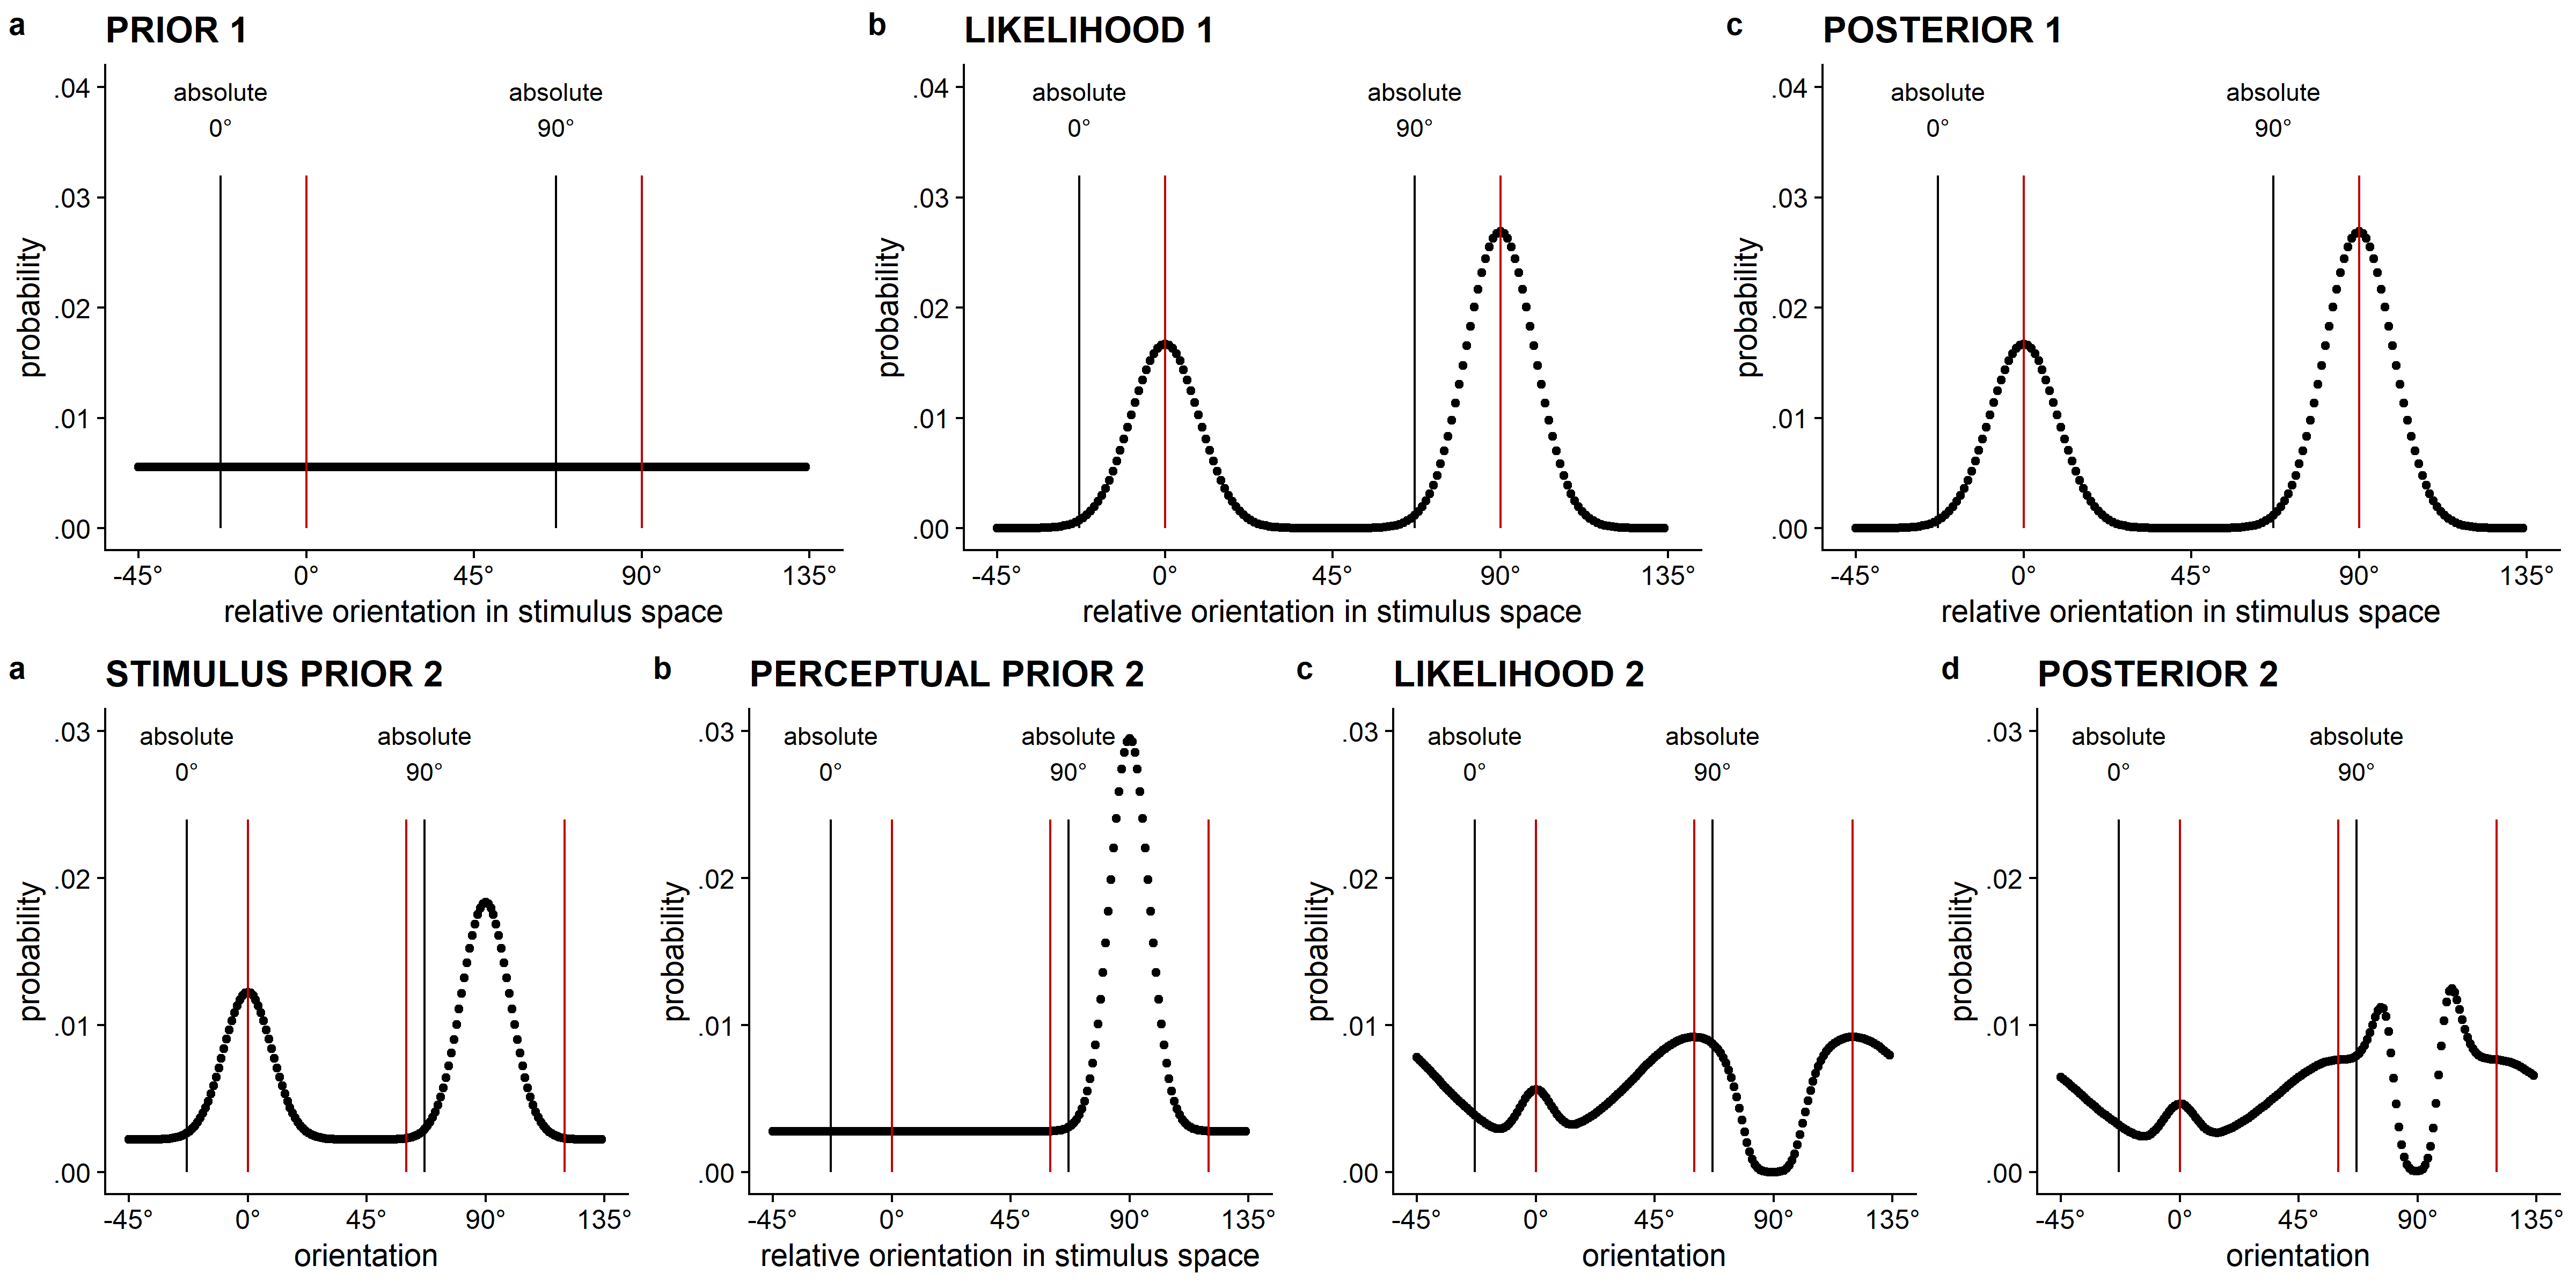 a PRIOR 1
absolute absolute
0° 90°
.04
.03
.02
.01
.00
probability
-45° 0° 45° 90° 135°
relative orientation in stimulus space
b LIKELIHOOD 1
absolute absolute
0° 90°
.04
.03
.02
.01
.00
probability
-45° 0° 45° 90° 135°
relative orientation in stimulus space
c POSTERIOR 1
absolute absolute
0° 90°
.04
.03
.02
.01
.00
probability
-45° 0° 45° 90° 135°
relative orientation in stimulus space
a STIMULUS PRIOR 2
absolute absolute
0° 90°
.03
.02
.01
.00
probability
-45° 0° 45° 90° 135°
orientation
b PERCEPTUAL PRIOR 2
absolute absolute
0° 90°
.03
.02
.01
.00
probability
-45° 0° 45° 90° 135°
relative orientation in stimulus space
c LIKELIHOOD 2
absolute absolute
0° 90°
.03
.02
.01
.00
probability
-45° 0° 45° 90° 135°
orientation
d POSTERIOR 2
absolute absolute
0° 90°
.03
.02
.01
.00
probability
-45° 0° 45° 90° 135°
orientation